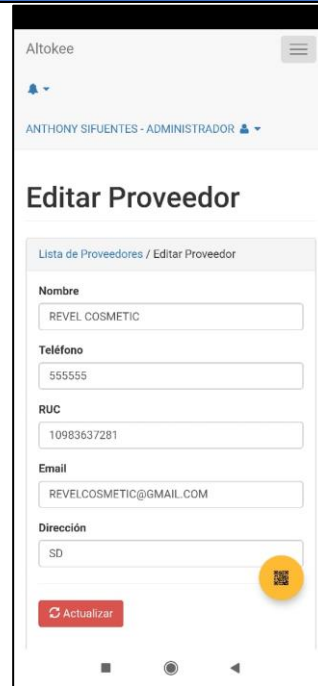 Altokee
ANTHONY SIFUENTES - ADMINISTRADOR
Editar Proveedor
Lista de Proveedores / Editar Proveedor
Nombre
REVEL COSMETIC
Teléfono
555555
RUC
10983637281
Email
REVELCOSMETIC@GMAIL.COM
Dirección
SD
Actualizar